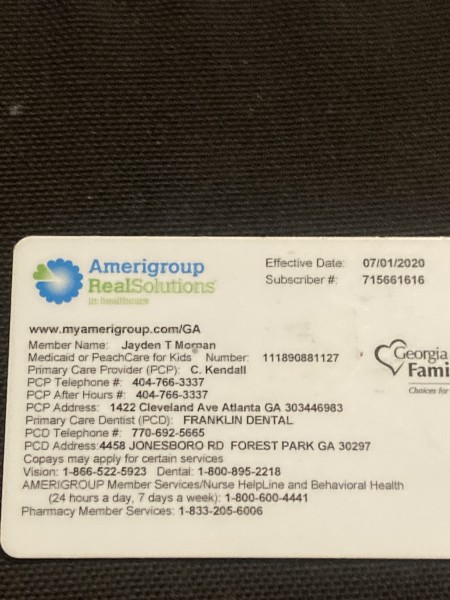 Amerigroup
RealSolutions
in healthcare
Effective Date: 07/01/2020
Subscriber #: 715661616
www.myamerigroup.com/GA
Member Name: Jayden T Morgan
Medicaid or PeachCare for Kids® Number: 111890881127
Primary Care Provider (PCP): C. Kendall
PCP Telephone #: 404-766-3337
PCP After Hours #: 404-766-3337
PCP Address: 1422 Cleveland Ave Atlanta GA 303446983
Primary Care Dentist (PCD): FRANKLIN DENTAL
PCD Telephone #: 770-692-5665
PCD Address:4458 JONESBORO RD FOREST PARK GA 30297
Copays may apply for certain services
Vision: 1-866-522-5923 Dental: 1-800-895-2218
AMERIGROUP Member Services/Nurse HelpLine and Behavioral Health
(24 hours a day, 7 days a week): 1-800-600-4441
Pharmacy Member Services: 1-833-205-6006
Georgia
Fami
Choices for